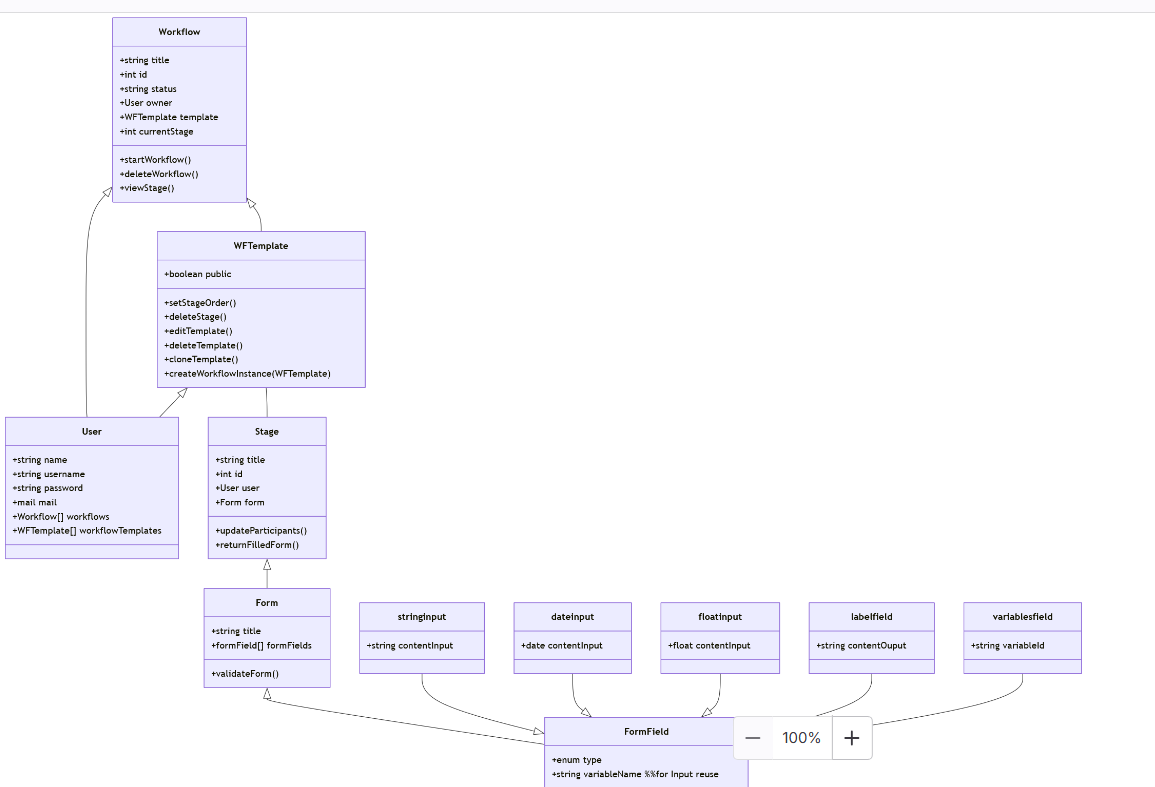 Workflow
+string title
+int id
+string status
+User owner
+WFTemplate template
+int currentStage
+startWorkflow()
+deleteWorkflow()
+viewStage()
WFTemplate
+boolean public
+setStageOrder()
+deleteStage()
+editTemplate()
+deleteTemplate()
+cloneTemplate()
+createWorkflowInstance(WFTemplate)
User
+string name
+string username
+string password
+mail mail
+Workflow[] workflows
+WFTemplate[] workflowTemplates
Stage
+string title
+int id
+User user
+Form form
+updateParticipants()
+returnFilledForm()
Form
+string title
+formField[] formFields
+validateForm()
stringinput
+string contentInput
dateinput
+date contentInput
floatinput
+float contentInput
labelfield
+string contentOuput
variablesfield
+string variableId
FormField
+enum type
+string variableName %%for Input reuse
— 100% +